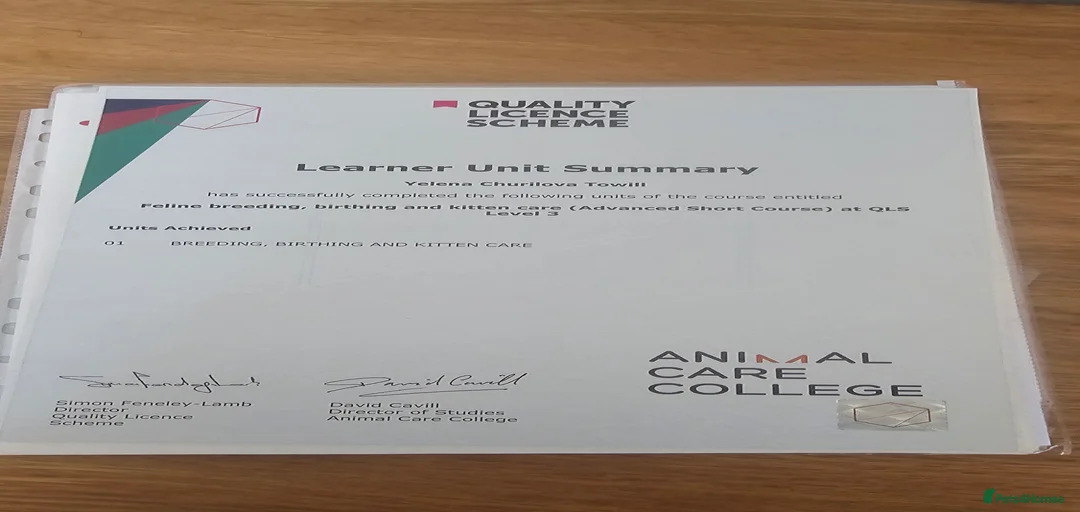 QUALITY
LICENCE
SCHEME
Learner Unit Summary
Yelena Churilova Towill
has successfully completed the following units of the course entitled
Feline breeding, birthing and kitten care (Advanced Short Course) at QLS
Level 3
Units Achieved
01 BREEDING, BIRTHING AND KITTEN CARE
Simon Feneley-Lamb
Director
Quality Licence
Scheme
David Cavill
David Cavill
Director of Studies
Animal Care College
ANIMAL
CARE
COLLEGE